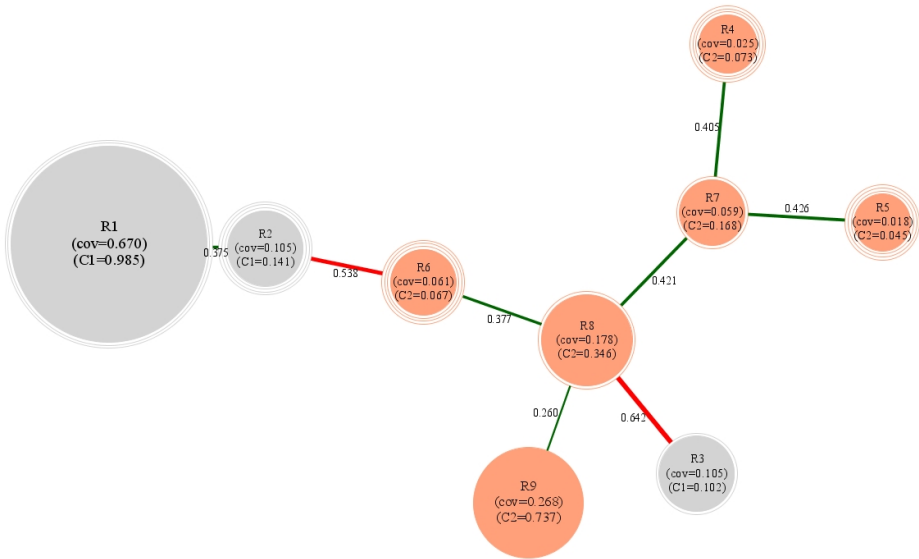 R4
(cov=0.025)
(C2=0.073)
0.405
R7
(cov=0.059)
(C2=0.168)
0.426
R5
(cov=0.018)
(C2=0.045)
R1
(cov=0.670)
(C1=0.985)
0.375
R2
(cov=0.105)
(C1=0.141)
0.538
R6
(cov=0.061)
(C2=0.067)
0.421
0.377
R8
(cov=0.178)
(C2=0.346)
0.260
0.643
R3
(cov=0.105)
(C1=0.102)
R9
(cov=0.268)
(C2=0.737)